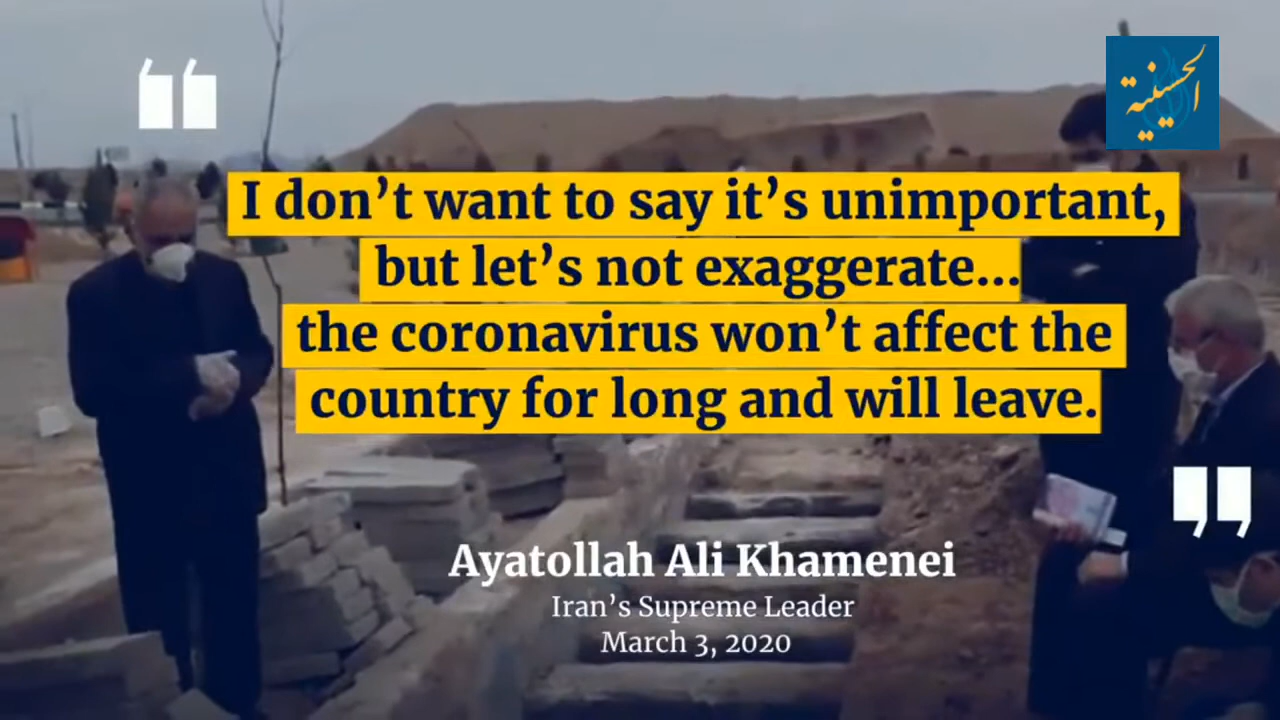 الحسينية
“
I don’t want to say it’s unimportant,
but let’s not exaggerate...
the coronavirus won’t affect the
country for long and will leave.
”
Ayatollah Ali Khamenei
Iran’s Supreme Leader
March 3, 2020